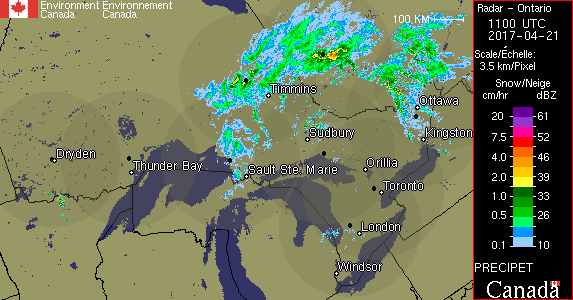 Environment Environnement
Canada Canada
100 KM
Timmins
Ottawa
Sudbury
Kingston
Dryden
Thunder Bay
Sault Ste. Marie
Orillia
Toronto
London
Windsor
Radar - Ontario
1100 UTC
2017-04-21
Scale/Échelle:
3.5 km/Pixel
Snow/Neige
cm/hr dBZ
20 61
7.5 52
4.0 46
2.0 39
1.0 33
0.5 26
0.1 10
PRECIPET
Canada